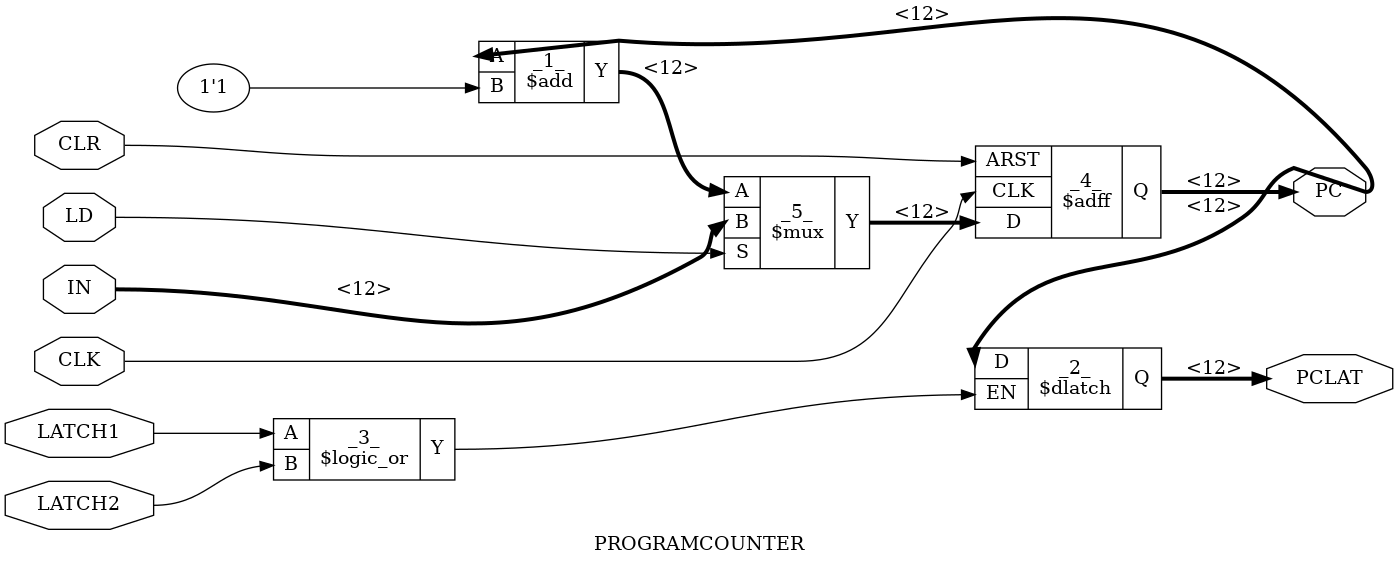 <12>
A
_1_
$add
Y
B
<12>
1'1
CLR
LD
IN
<12>
CLK
LATCH1
LATCH2
A
B
_5_
$mux
S
Y
<12>
ARST
CLK
D
_4_
$adff
Q
<12>
<12>
PC
D
EN
_2_
$dlatch
Q
<12>
PCLAT
A
B
_3_
$logic_or
Y
PROGRAMCOUNTER